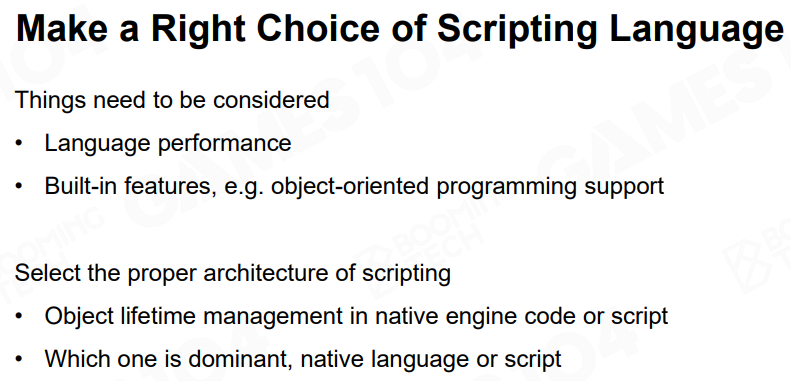 Make a Right Choice of Scripting Language
Things need to be considered
• Language performance
• Built-in features, e.g. object-oriented programming support
Select the proper architecture of scripting
• Object lifetime management in native engine code or script
• Which one is dominant, native language or script
GAMES 104
BOOMING
TECH